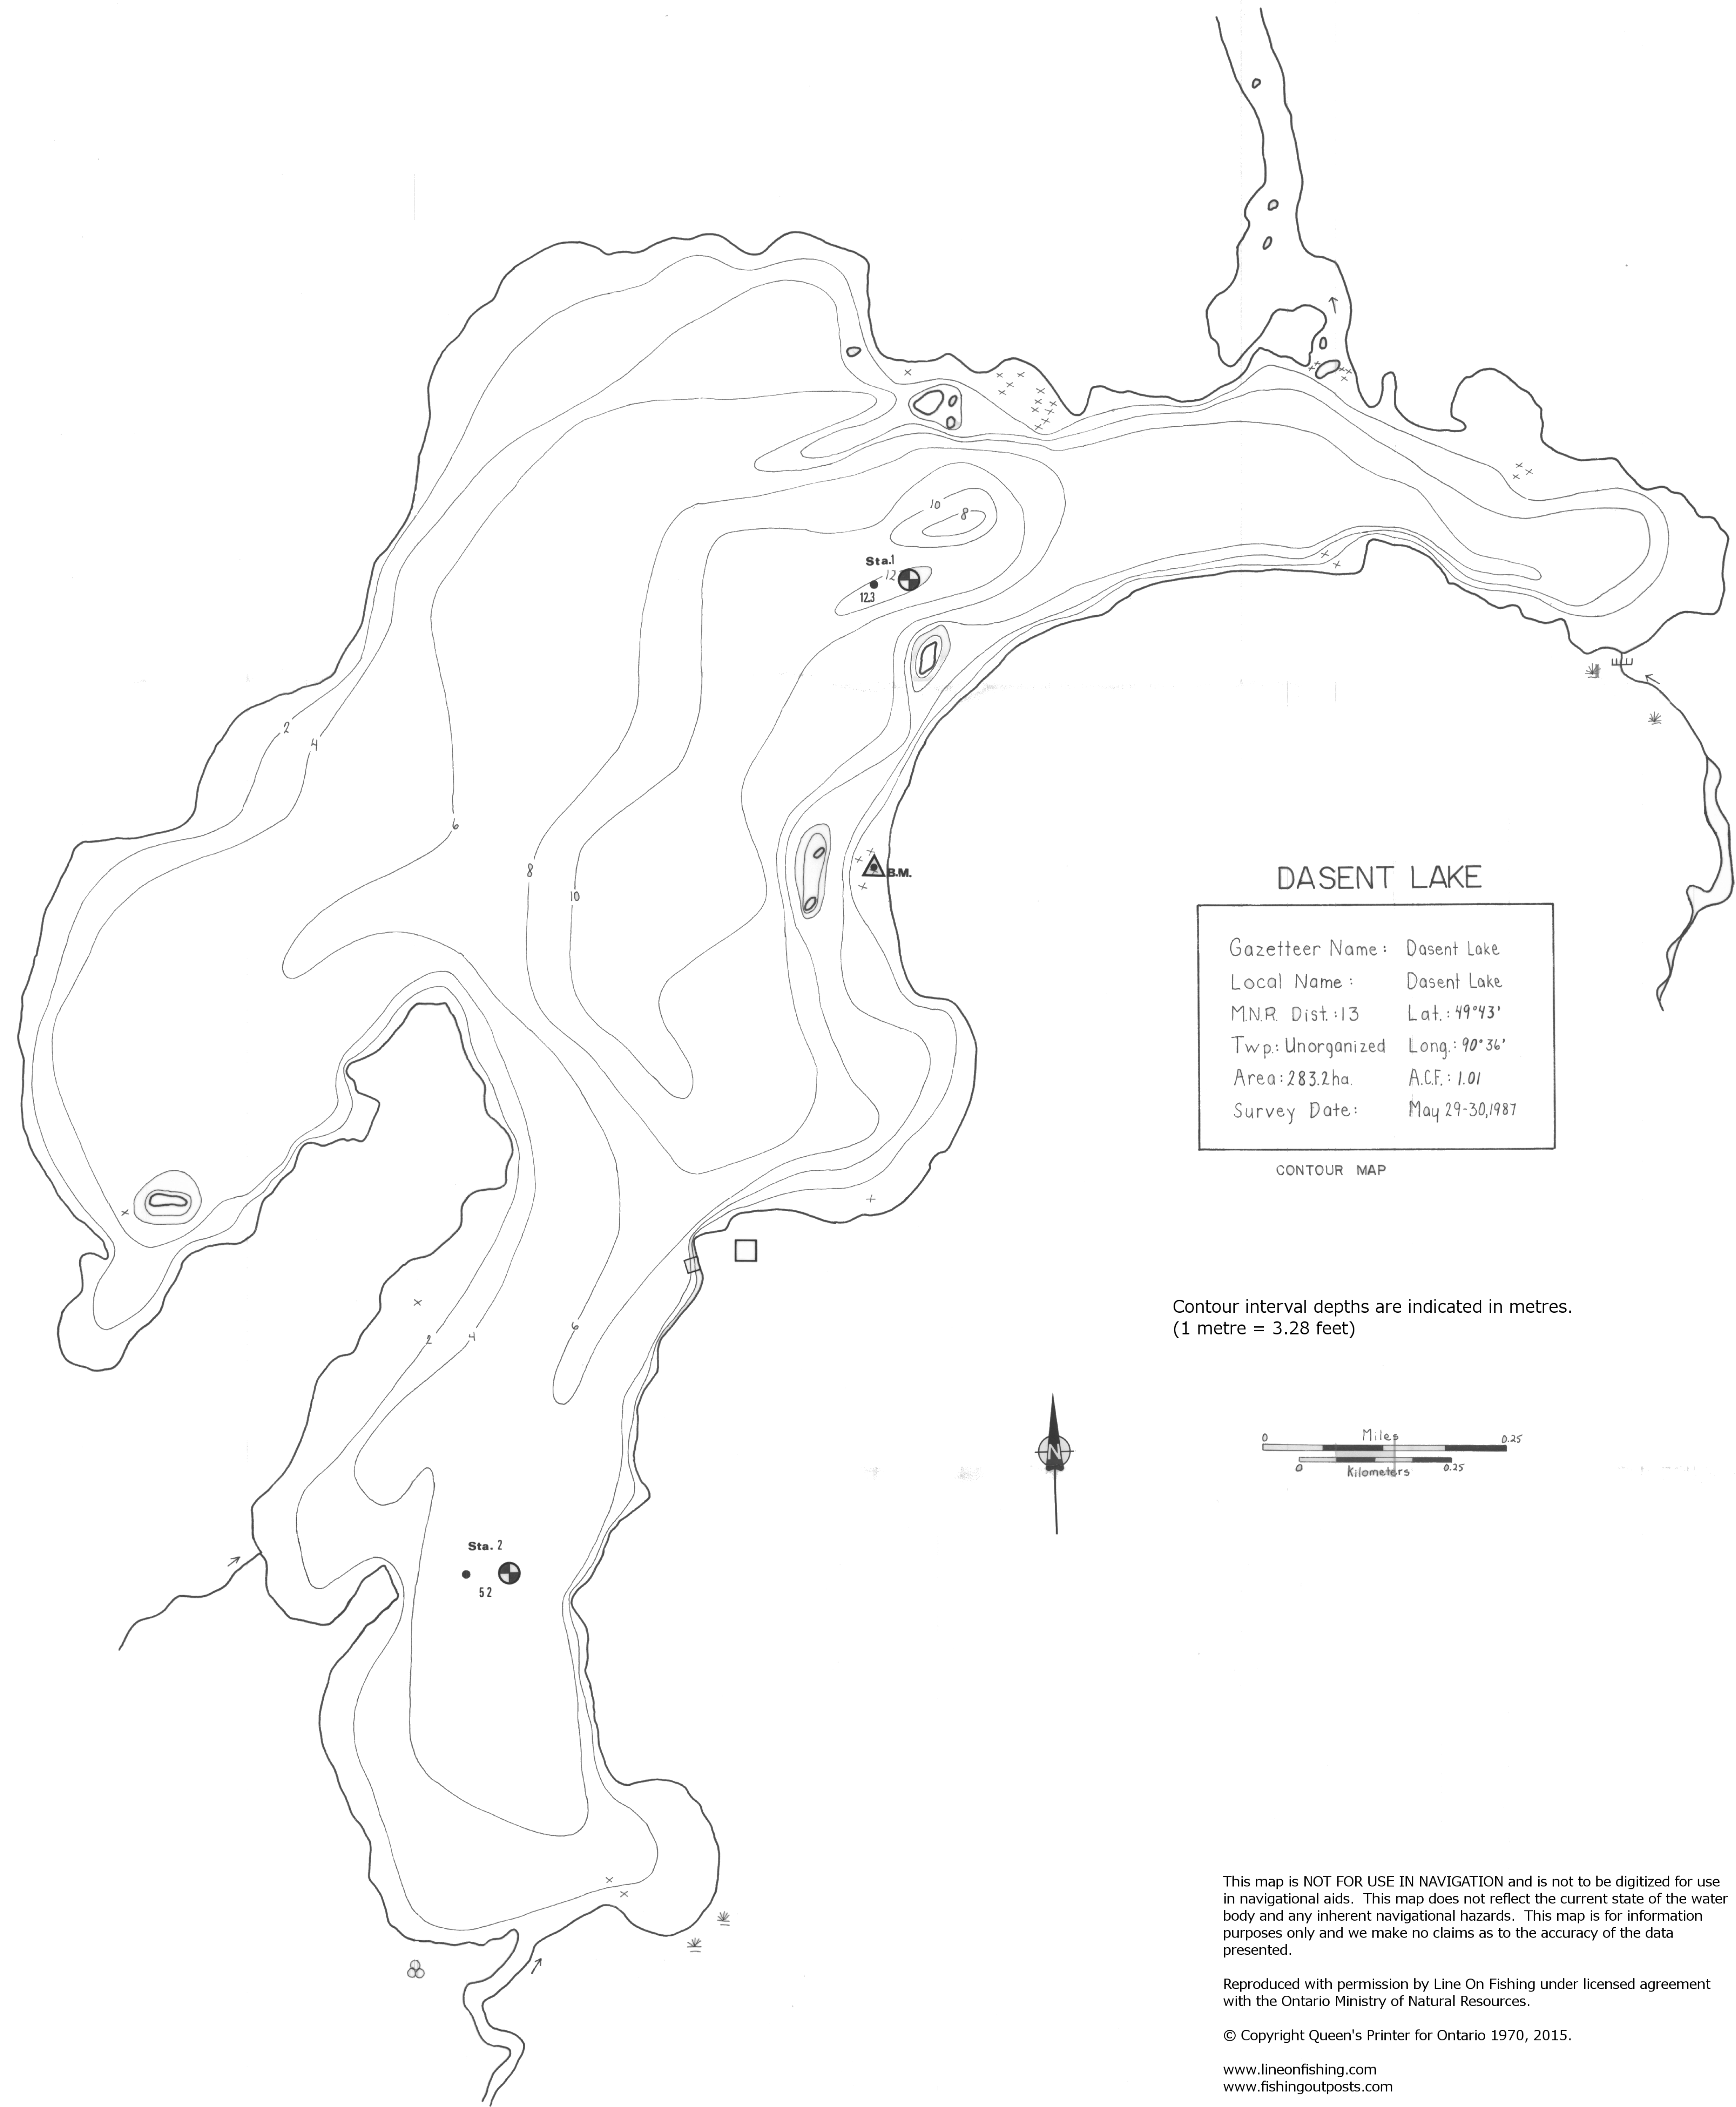 10
8
Sta.1
12
12.3
2
4
6
8
10
B.M.
DASENT LAKE
Gazetteer Name: Dasent Lake
Local Name: Dasent Lake
M.N.R. Dist.:13 Lat.: 49°43'
Twp.: Unorganized Long.: 90°36'
Area:283.2ha. A.C.F.: 1.01
Survey Date: May 29-30,1987
CONTOUR MAP
Contour interval depths are indicated in metres.
(1 metre = 3.28 feet)
2 4 6
N
0 Miles 0.25
0 Kilometers 0.25
Sta. 2
5 2
This map is NOT FOR USE IN NAVIGATION and is not to be digitized for use
in navigational aids. This map does not reflect the current state of the water
body and any inherent navigational hazards. This map is for information
purposes only and we make no claims as to the accuracy of the data
presented.
Reproduced with permission by Line On Fishing under licensed agreement
with the Ontario Ministry of Natural Resources.
© Copyright Queen's Printer for Ontario 1970, 2015.
www.lineonfishing.com
www.fishingoutposts.com